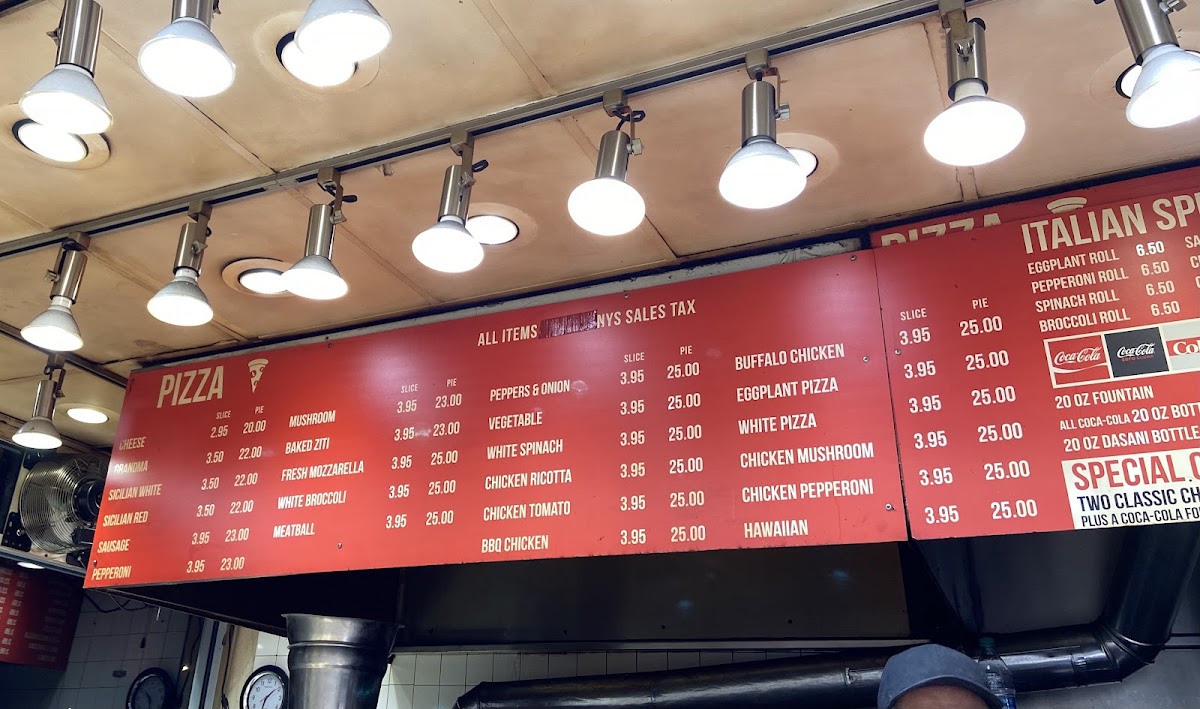 ALL ITEMS NYS SALES TAX
PIZZA
SLICE PIE
CHEESE 2.95 20.00
GRANDMA 3.50 22.00
SICILIAN WHITE 3.50 22.00
SICILIAN RED 3.50 22.00
SAUSAGE 3.95 23.00
PEPPERONI 3.95 23.00
SLICE PIE
MUSHROOM 3.95 23.00
BAKED ZITI 3.95 23.00
FRESH MOZZARELLA 3.95 25.00
WHITE BROCCOLI 3.95 25.00
MEATBALL 3.95 25.00
SLICE PIE
PEPPERS & ONION 3.95 25.00
VEGETABLE 3.95 25.00
WHITE SPINACH 3.95 25.00
CHICKEN RICOTTA 3.95 25.00
CHICKEN TOMATO 3.95 25.00
BBQ CHICKEN 3.95 25.00
SLICE PIE
BUFFALO CHICKEN 3.95 25.00
EGGPLANT PIZZA 3.95 25.00
WHITE PIZZA 3.95 25.00
CHICKEN MUSHROOM 3.95 25.00
CHICKEN PEPPERONI 3.95 25.00
HAWAIIAN 3.95 25.00
PIZZA
ITALIAN SP
EGGPLANT ROLL 6.50
PEPPERONI ROLL 6.50
SPINACH ROLL 6.50
BROCCOLI ROLL 6.50
Coca-Cola
Coca-Cola
20 OZ FOUNTAIN
ALL COCA-COLA 20 OZ BOTT
20 OZ DASANI BOTTLE
SPECIAL
TWO CLASSIC CH
PLUS A COCA-COLA FO